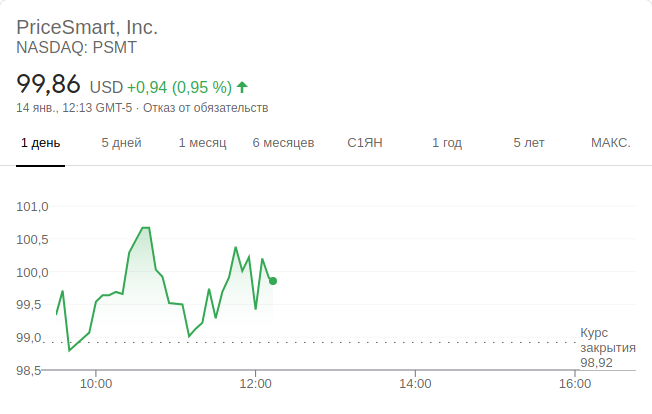 PriceSmart, Inc.
NASDAQ: PSMT
99,86 USD +0,94 (0,95 %)
14 янв., 12:13 GMT-5 · Отказ от обязательств
1 день 5 дней 1 месяц 6 месяцев С1ЯН 1 год 5 лет МАКС.
101,0
100,5
100,0
99,5
99,0
98,5
Курс
закрытия
98,92
10:00 12:00 14:00 16:00